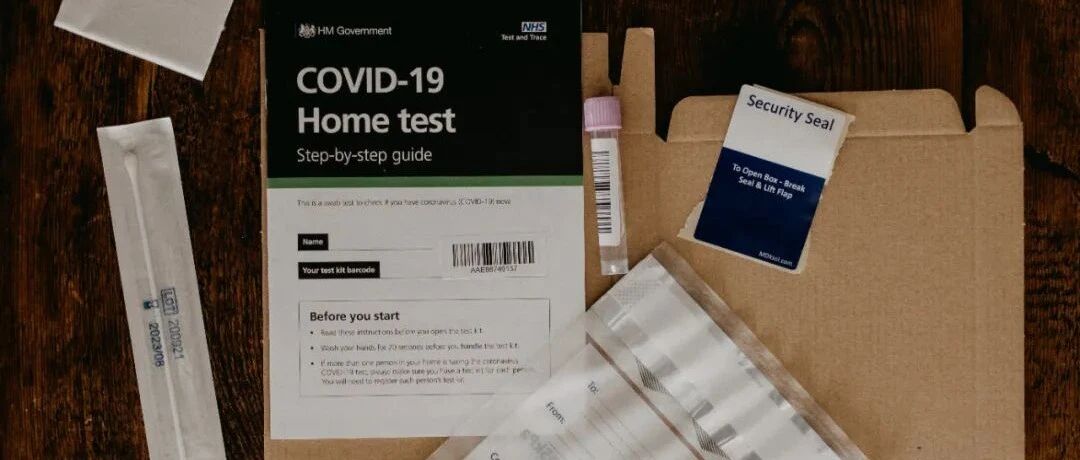 HM Government
NHS
Test and Trace
COVID-19
Home test
Step-by-step guide
This is a swab test to check if you have coronavirus (COVID-19) now
Name
Your test kit barcode
Before you start
• Read these instructions before you open the test kit.
• Wash your hands for 20 seconds before you handle the test kit.
• If more than one person in your home is taking the coronavirus
COVID-19 test, please make sure you have a test kit for each person.
You will need to register each person's test kit.
LOT 200921
2023/08
Security Seal
To Open Box - Break
Seal & Lift Flap
To:
From: